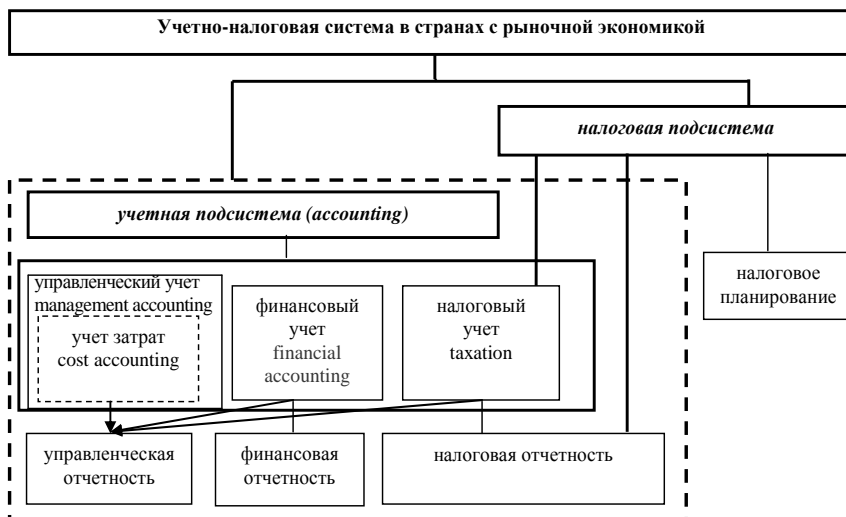 Учетно-налоговая система в странах с рыночной экономикой
налоговая подсистема
учетная подсистема (accounting)
управленческий учет
management accounting
учет затрат
cost accounting
финансовый
учет
financial
accounting
налоговый
учет
taxation
налоговое
планирование
управленческая
отчетность
финансовая
отчетность
налоговая отчетность